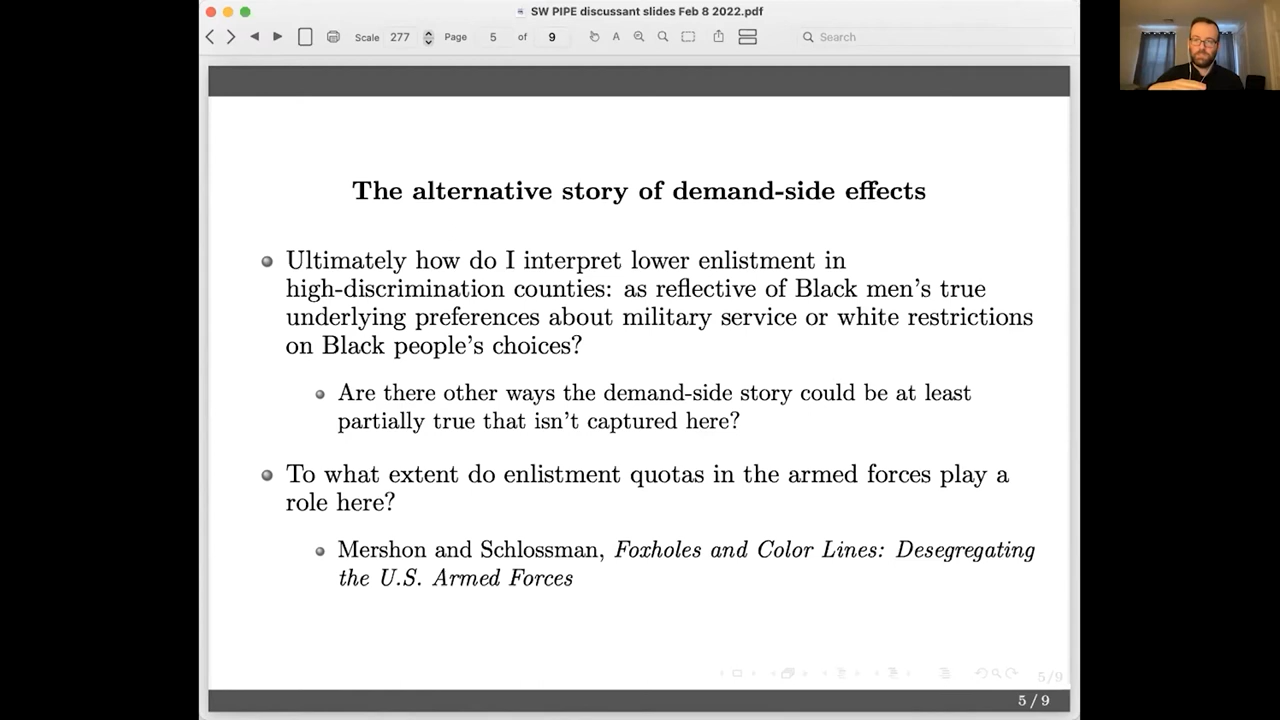 SW PIPE discussant slides Feb 8 2022.pdf
Scale 277 Page 5 of 9 Search
The alternative story of demand-side effects
Ultimately how do I interpret lower enlistment in
high-discrimination counties: as reflective of Black men's true
underlying preferences about military service or white restrictions
on Black people's choices?
Are there other ways the demand-side story could be at least
partially true that isn't captured here?
To what extent do enlistment quotas in the armed forces play a
role here?
Mershon and Schlossman, Foxholes and Color Lines: Desegregating
the U.S. Armed Forces
5/9
5 / 9